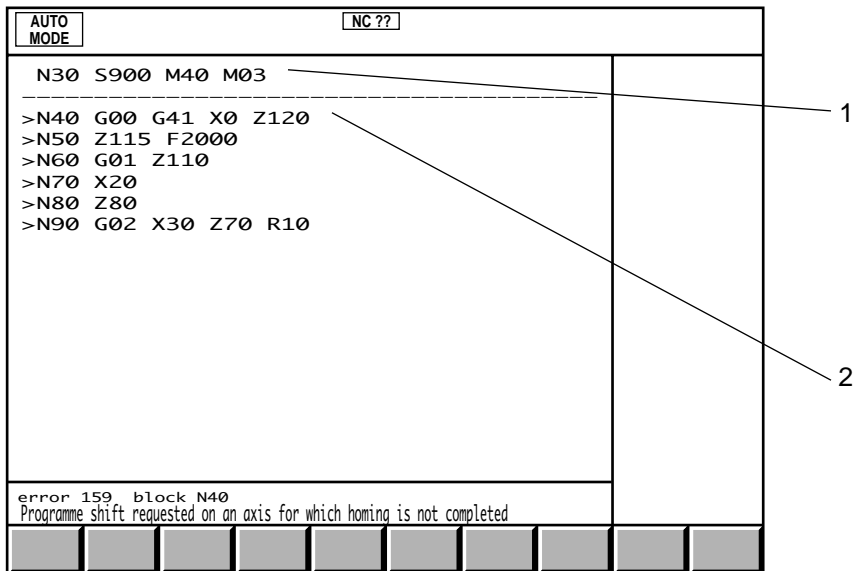 AUTO
MODE
NC ??
N30 S900 M40 M03
>N40 G00 G41 X0 Z120
>N50 Z115 F2000
>N60 G01 Z110
>N70 X20
>N80 Z80
>N90 G02 X30 Z70 R10
1
2
error 159 block N40
Programme shift requested on an axis for which homing is not completed